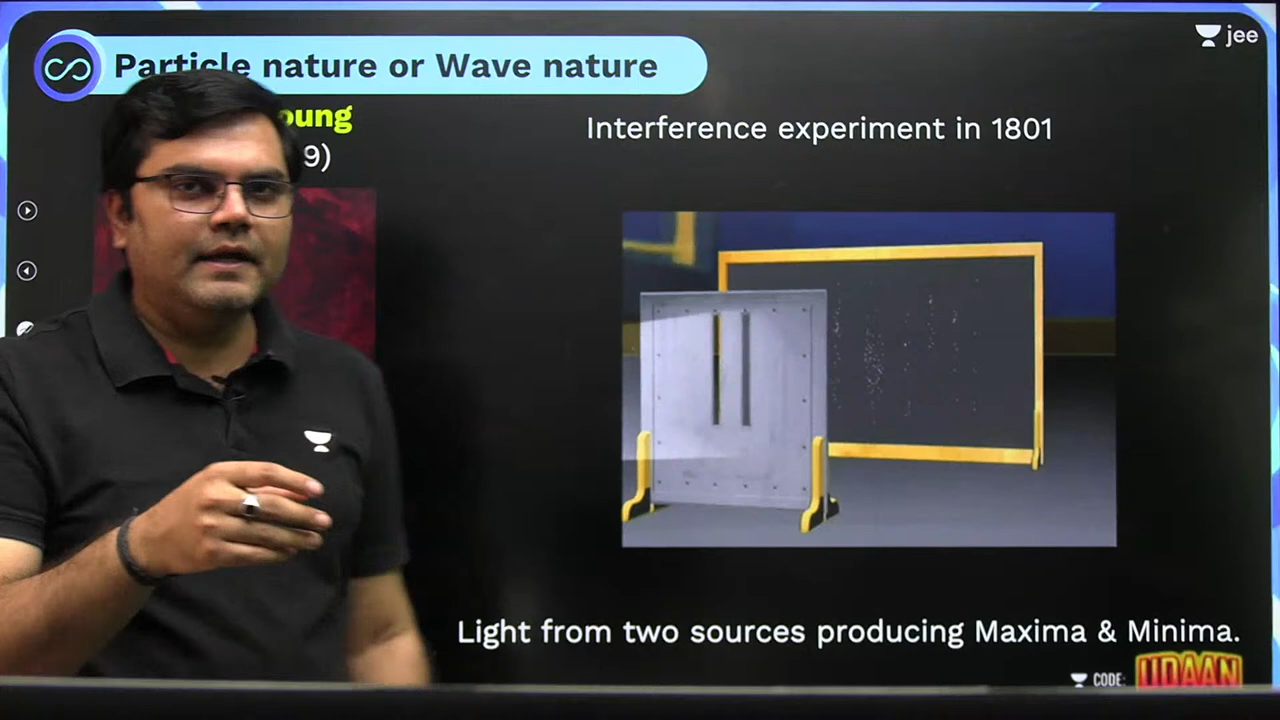 jee
Particle nature or Wave nature
oung
9)
Interference experiment in 1801
Light from two sources producing Maxima & Minima.
CODE: UDAAN